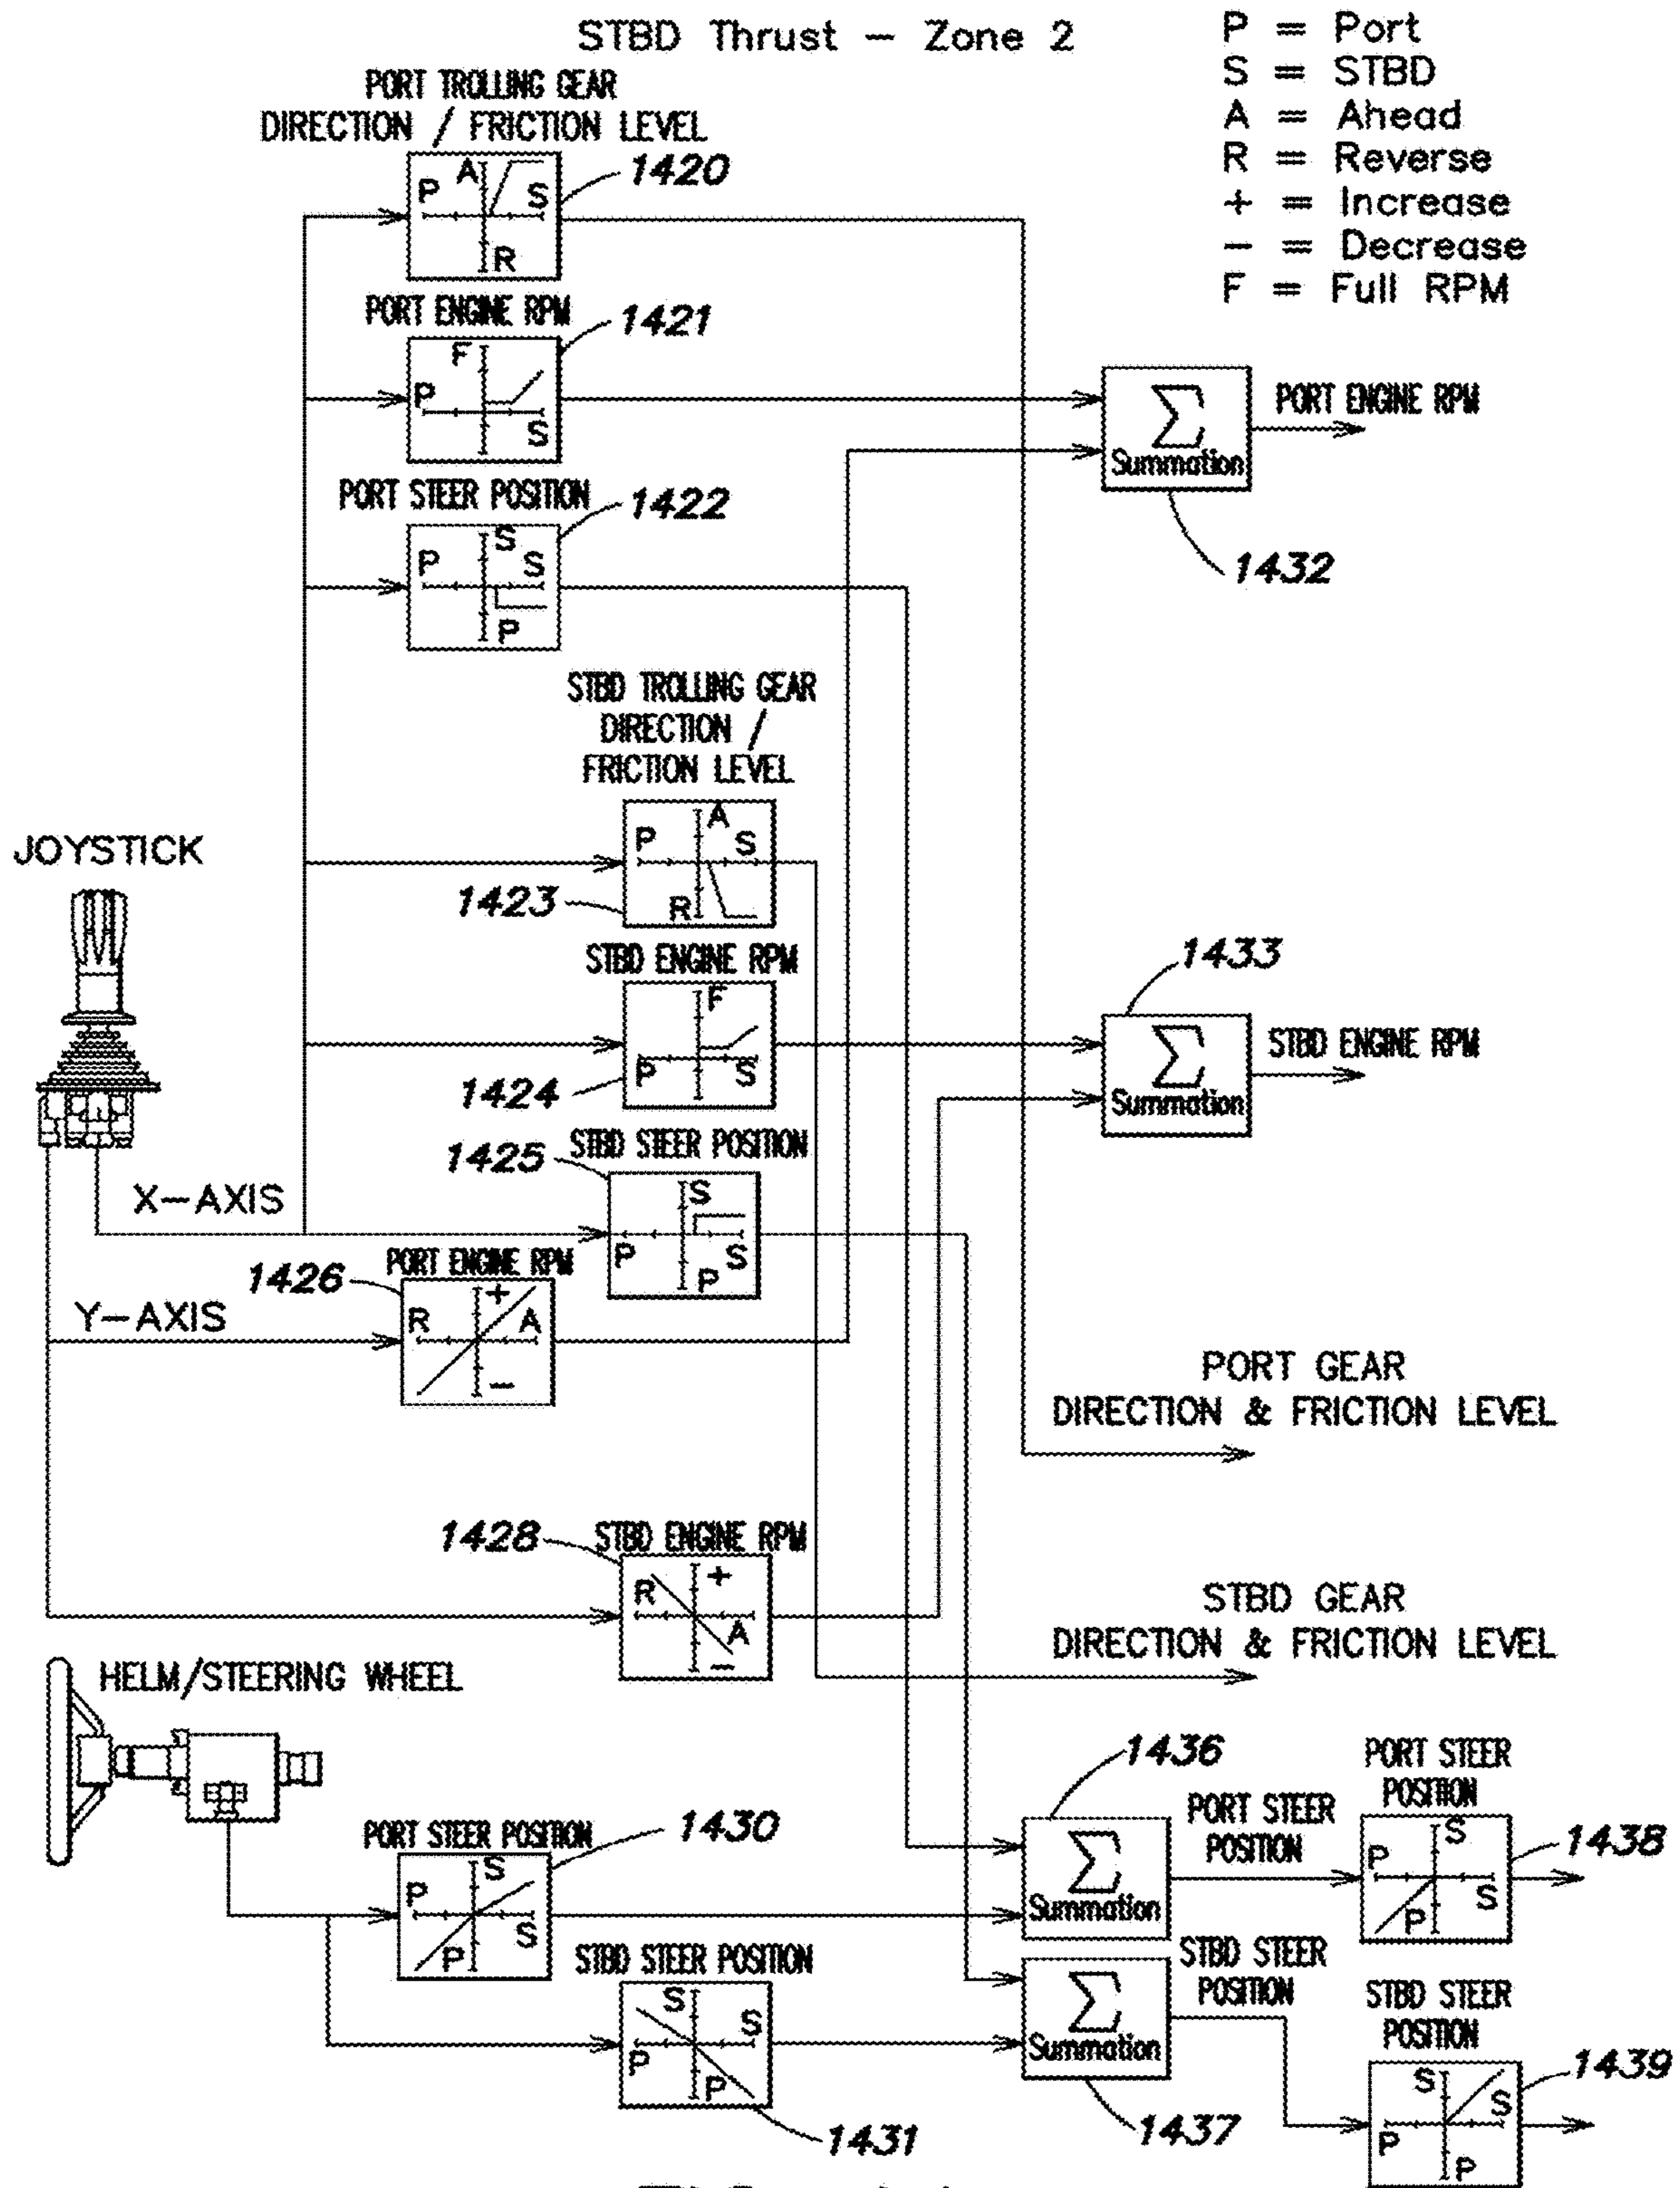 STBD Thrust – Zone 2
P = Port
S = STBD
A = Ahead
R = Reverse
+ = Increase
– = Decrease
F = Full RPM
PORT TROLLING GEAR
DIRECTION / FRICTION LEVEL
1420
P A S R
PORT ENGINE RPM
1421
F P S
Σ
Summation
PORT ENGINE RPM
1432
PORT STEER POSITION
1422
P S S P
STBD TROLLING GEAR
DIRECTION /
FRICTION LEVEL
P A S R
1423
JOYSTICK
STBD ENGINE RPM
F P S
1424
1433
Σ
Summation
STBD ENGINE RPM
STBD STEER POSITION
1425
S P S P
X–AXIS
PORT ENGINE RPM
1426
R + A –
Y–AXIS
PORT GEAR
DIRECTION & FRICTION LEVEL
1428
STBD ENGINE RPM
R + A –
STBD GEAR
DIRECTION & FRICTION LEVEL
HELM/STEERING WHEEL
PORT STEER POSITION
1430
P S S P
STBD STEER POSITION
S S P P
1431
1436
Σ
Summation
PORT STEER
POSITION
PORT STEER
POSITION
P S S P
1438
Σ
Summation
1437
STBD STEER
POSITION
STBD STEER
POSITION
S S P P
1439